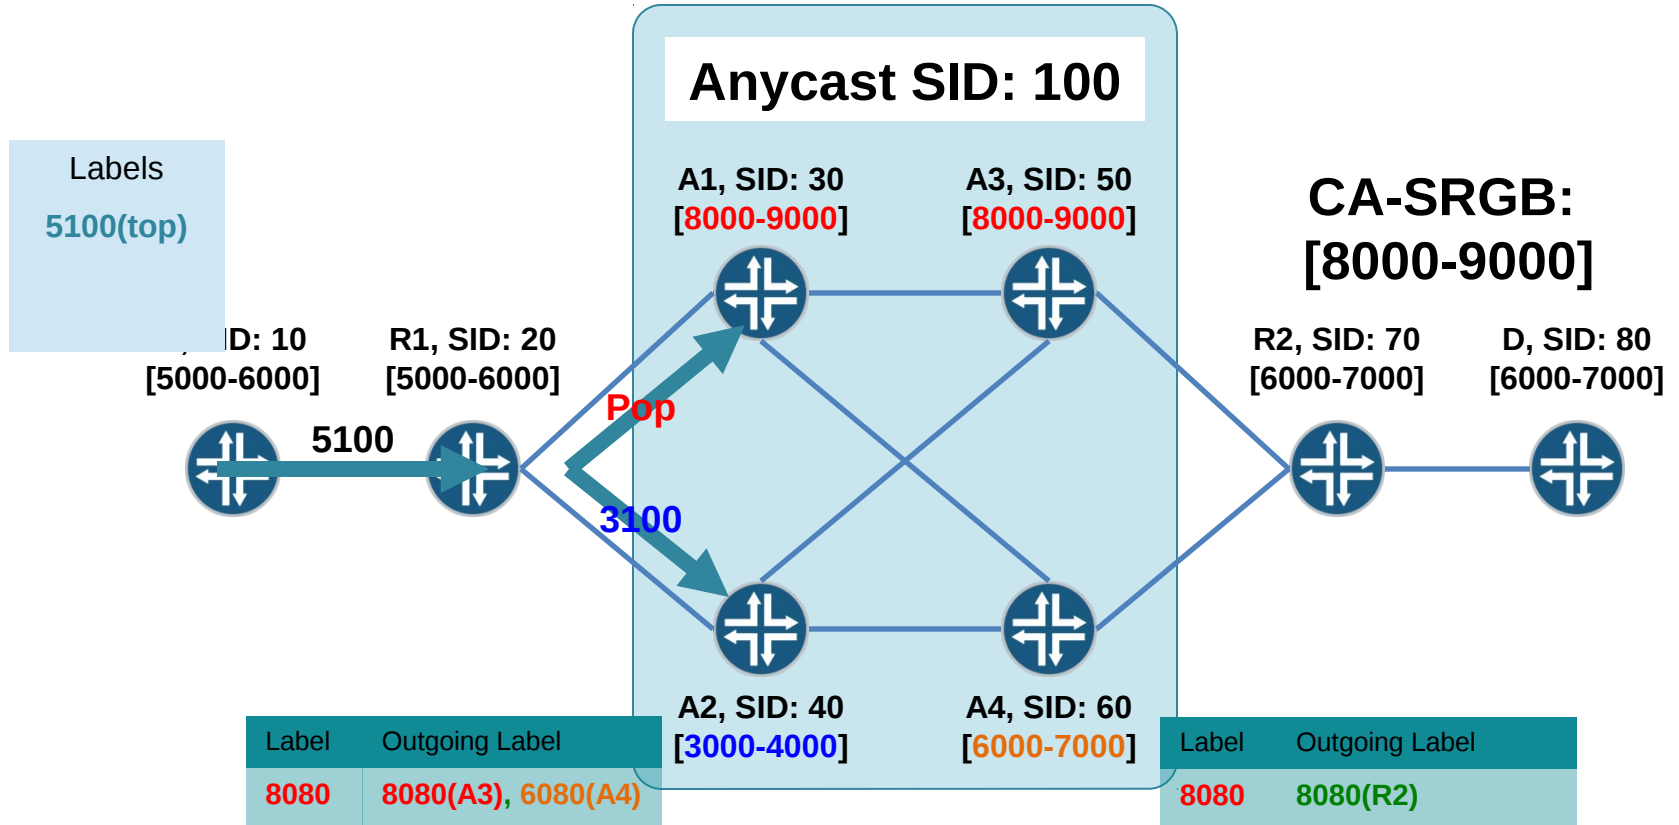 Anycast SID: 100
Labels
5100(top)
A1, SID: 30
[8000-9000]
A3, SID: 50
[8000-9000]
CA-SRGB:
[8000-9000]
ID: 10
[5000-6000]
R1, SID: 20
[5000-6000]
R2, SID: 70
[6000-7000]
D, SID: 80
[6000-7000]
Pop
5100
3100
A2, SID: 40
[3000-4000]
A4, SID: 60
[6000-7000]
Label Outgoing Label
8080 8080(A3), 6080(A4)
Label Outgoing Label
8080 8080(R2)